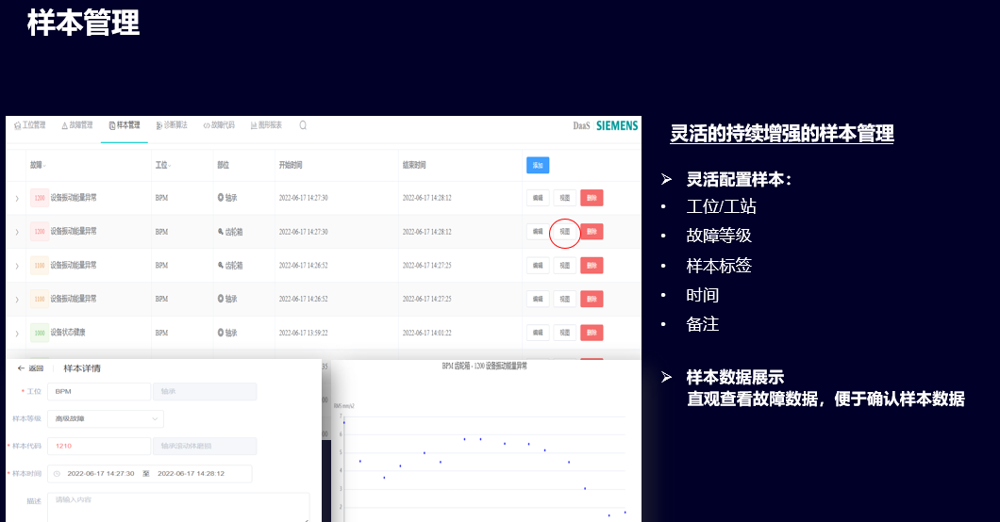 样本管理
工位管理 故障管理 样本管理 诊断算法 故障代码 图形报表 DaaS SIEMENS
故障 工位 部位 开始时间 结束时间 添加
1200 设备振动能量异常 BPM 轴承 2022-06-17 14:27:30 2022-06-17 14:28:12 编辑 视图 删除
1200 设备振动能量异常 BPM 齿轮箱 2022-06-17 14:27:30 2022-06-17 14:28:12 编辑 视图 删除
1100 设备振动能量异常 BPM 齿轮箱 2022-06-17 14:26:52 2022-06-17 14:27:25 编辑 视图 删除
1100 设备振动能量异常 BPM 轴承 2022-06-17 14:26:52 2022-06-17 14:27:25 编辑 视图 删除
1000 设备状态健康 BPM 轴承 2022-06-17 13:59:22 2022-06-17 14:01:22 编辑 视图 删除
返回 样本详情
* 工位 BPM 轴承
样本等级 高级故障
* 样本代码 1210 轴承滚动体磨损
* 样本时间 2022-06-17 14:27:30 至 2022-06-17 14:28:12
描述 请输入内容
BPM 齿轮箱 - 1200 设备振动能量异常
RMS mm/s2
7
6
5
4
3
2
灵活的持续增强的样本管理
➢ 灵活配置样本：
• 工位/工站
• 故障等级
• 样本标签
• 时间
• 备注
➢ 样本数据展示
直观查看故障数据，便于确认样本数据